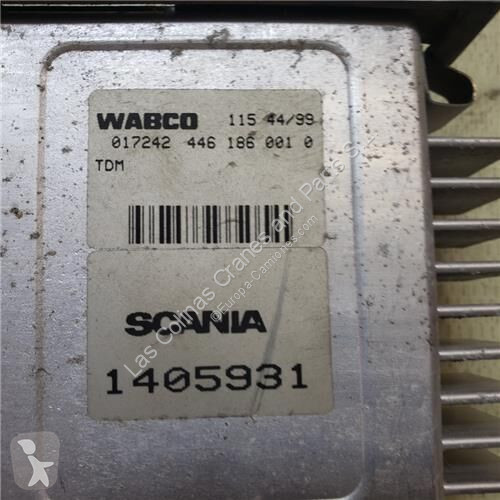 WABCO 115 44/99
017242 446 186 001 0
TDM
SCANIA
1405931
Las Colinas Cranes and Parts S.L.
©Europa-Camiones.com